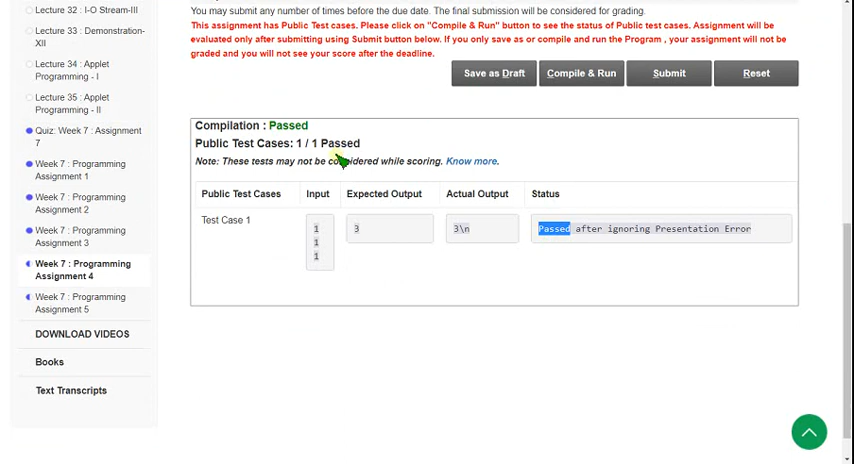 Lecture 32 : I-O Stream-III
Lecture 33 : Demonstration-
XII
Lecture 34 : Applet
Programming - I
Lecture 35 : Applet
Programming - II
Quiz: Week 7 : Assignment
7
Week 7 : Programming
Assignment 1
Week 7 : Programming
Assignment 2
Week 7 : Programming
Assignment 3
Week 7 : Programming
Assignment 4
Week 7 : Programming
Assignment 5
DOWNLOAD VIDEOS
Books
Text Transcripts
You may submit any number of times before the due date. The final submission will be considered for grading.
This assignment has Public Test cases. Please click on "Compile & Run" button to see the status of Public test cases. Assignment will be
evaluated only after submitting using Submit button below. If you only save as or compile and run the Program , your assignment will not be
graded and you will not see your score after the deadline.
Save as Draft Compile & Run Submit Reset
Compilation : Passed
Public Test Cases: 1 / 1 Passed
Note: These tests may not be considered while scoring. Know more.
Public Test Cases Input Expected Output Actual Output Status
Test Case 1 1 3 3\n Passed after ignoring Presentation Error
1
1